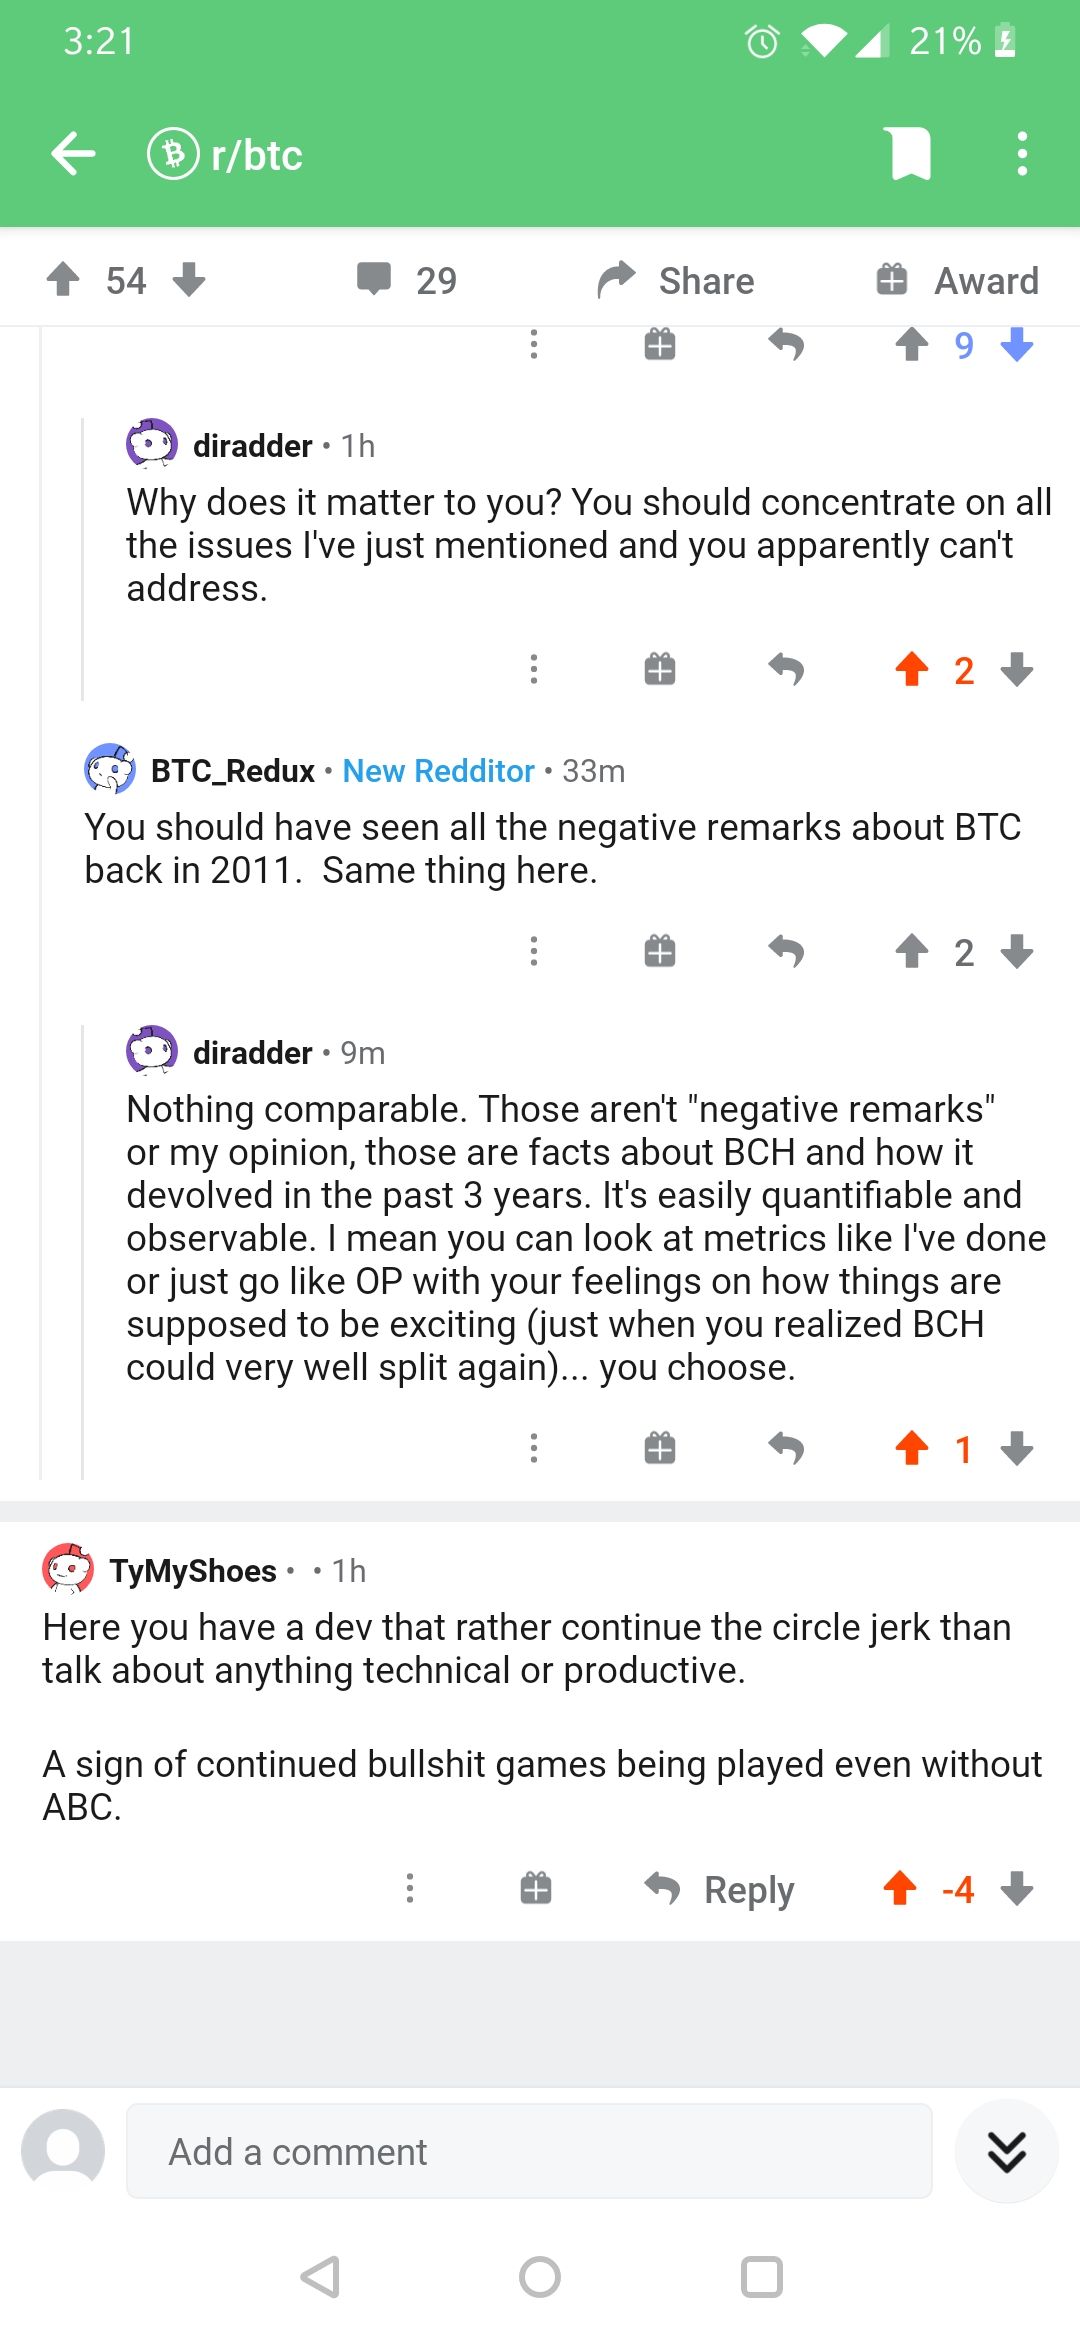 3:21
21%
r/btc
54
29
Share
Award
9
diradder • 1h
Why does it matter to you? You should concentrate on all
the issues I've just mentioned and you apparently can't
address.
2
BTC_Redux • New Redditor • 33m
You should have seen all the negative remarks about BTC
back in 2011.  Same thing here.
2
diradder • 9m
Nothing comparable. Those aren't "negative remarks"
or my opinion, those are facts about BCH and how it
devolved in the past 3 years. It's easily quantifiable and
observable. I mean you can look at metrics like I've done
or just go like OP with your feelings on how things are
supposed to be exciting (just when you realized BCH
could very well split again)... you choose.
1
TyMyShoes • • 1h
Here you have a dev that rather continue the circle jerk than
talk about anything technical or productive.
A sign of continued bullshit games being played even without
ABC.
Reply
-4
Add a comment